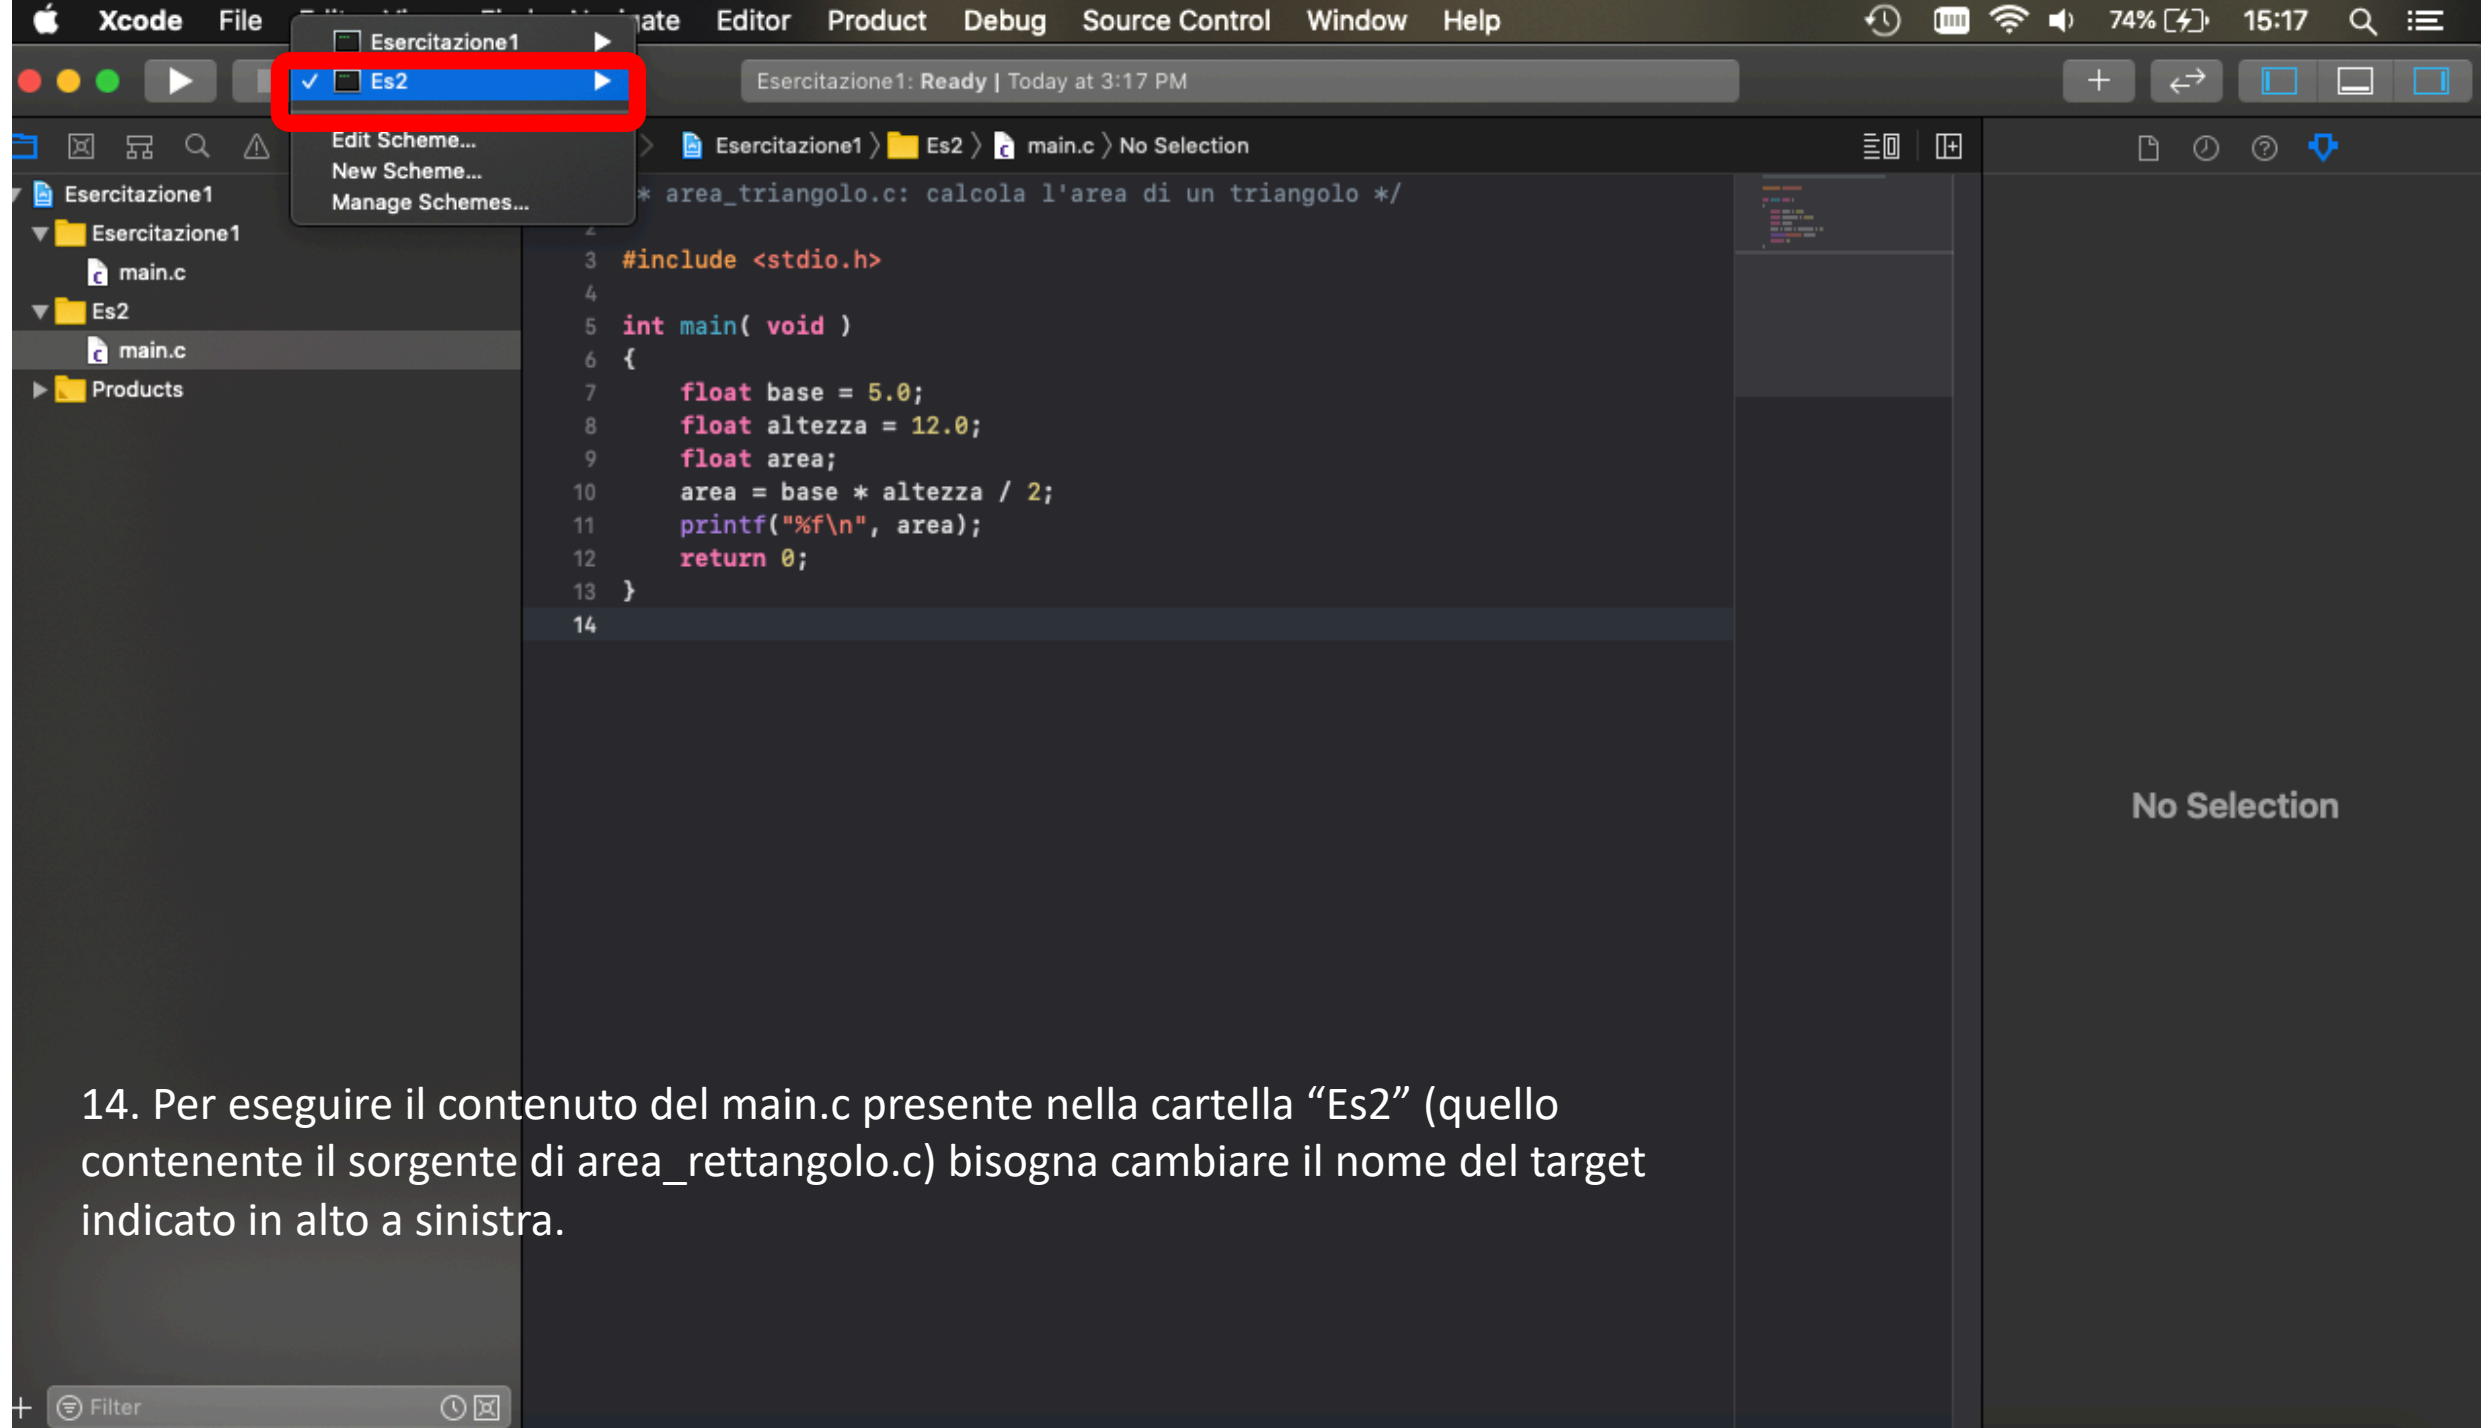 Xcode File
gate Editor Product Debug Source Control Window Help 74% 15:17
Esercitazione1
✓ Es2
Edit Scheme...
New Scheme...
Manage Schemes...
Esercitazione1: Ready | Today at 3:17 PM
Esercitazione1 〉 Es2 〉 main.c 〉 No Selection
Esercitazione1
Esercitazione1
main.c
Es2
main.c
Products
* area_triangolo.c: calcola l'area di un triangolo */
2
3 #include <stdio.h>
4
5 int main( void )
6 {
7 float base = 5.0;
8 float altezza = 12.0;
9 float area;
10 area = base * altezza / 2;
11 printf("%f\n", area);
12 return 0;
13 }
14
No Selection
14. Per eseguire il contenuto del main.c presente nella cartella “Es2” (quello
contenente il sorgente di area_rettangolo.c) bisogna cambiare il nome del target
indicato in alto a sinistra.
Filter